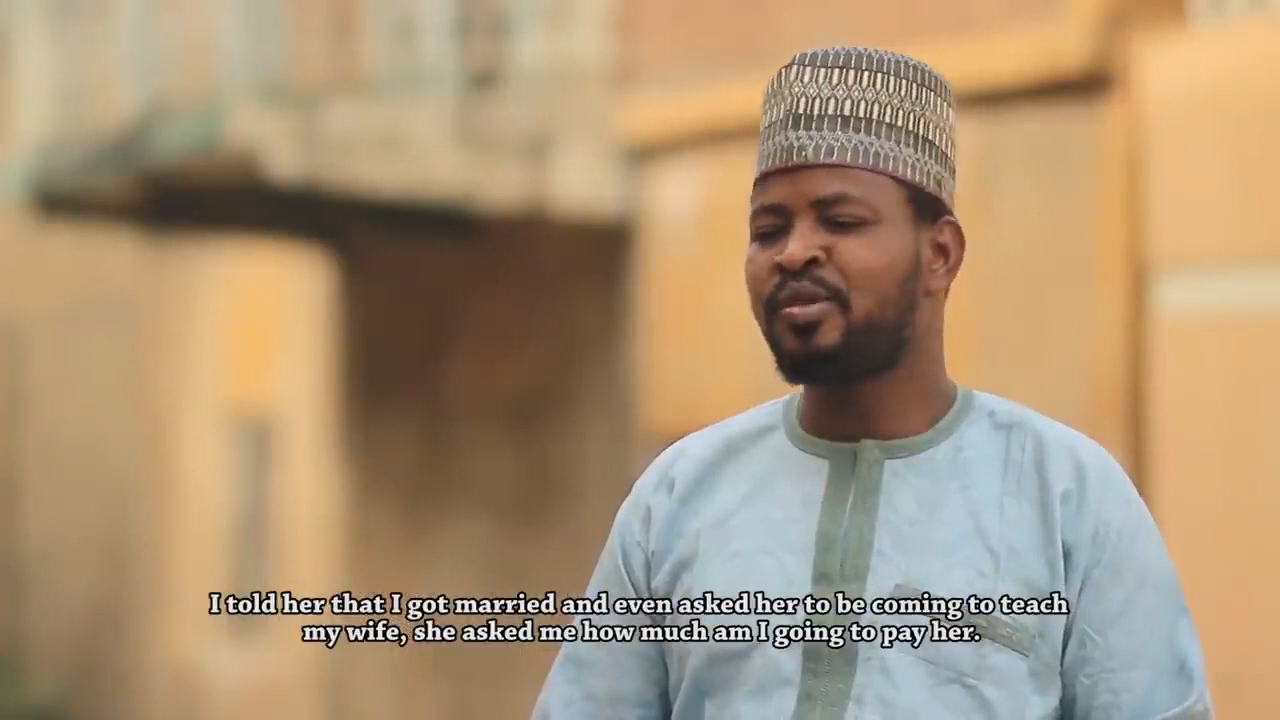 I told her that I got married and even asked her to be coming to teach
my wife, she asked me how much am I going to pay her.